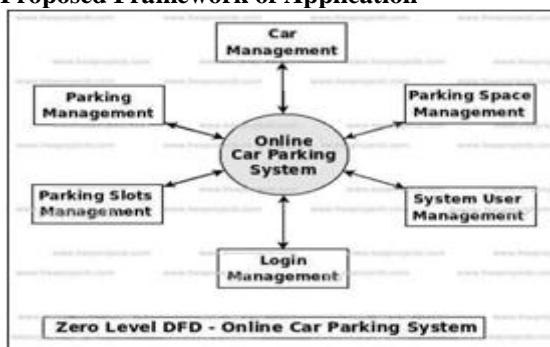 Proposed Framework of Application
Car
Management
Parking
Management
Parking Space
Management
Online
Car Parking
System
Parking Slots
Management
System User
Management
Login
Management
Zero Level DFD - Online Car Parking System